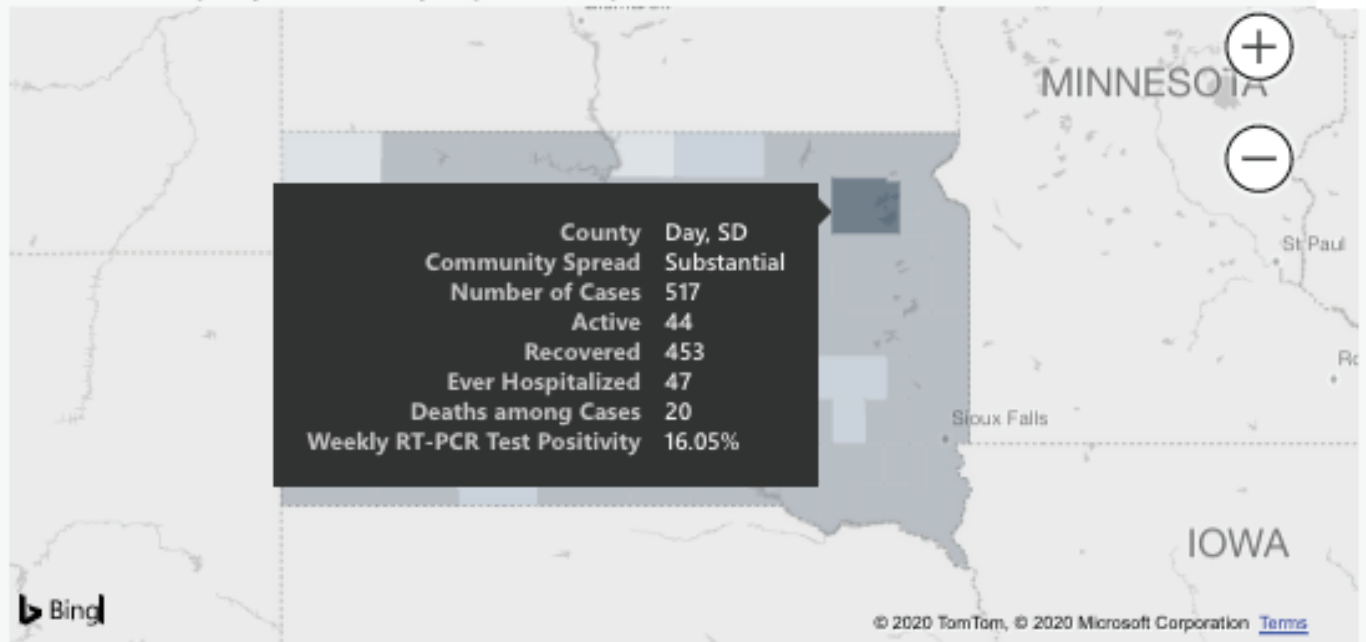 MINNESOTA
County Day, SD
Community Spread Substantial
Number of Cases 517
Active 44
Recovered 453
Ever Hospitalized 47
Deaths among Cases 20
Weekly RT-PCR Test Positivity 16.05%
St Paul
Sioux Falls
IOWA
Bing
© 2020 TomTom, © 2020 Microsoft Corporation Terms